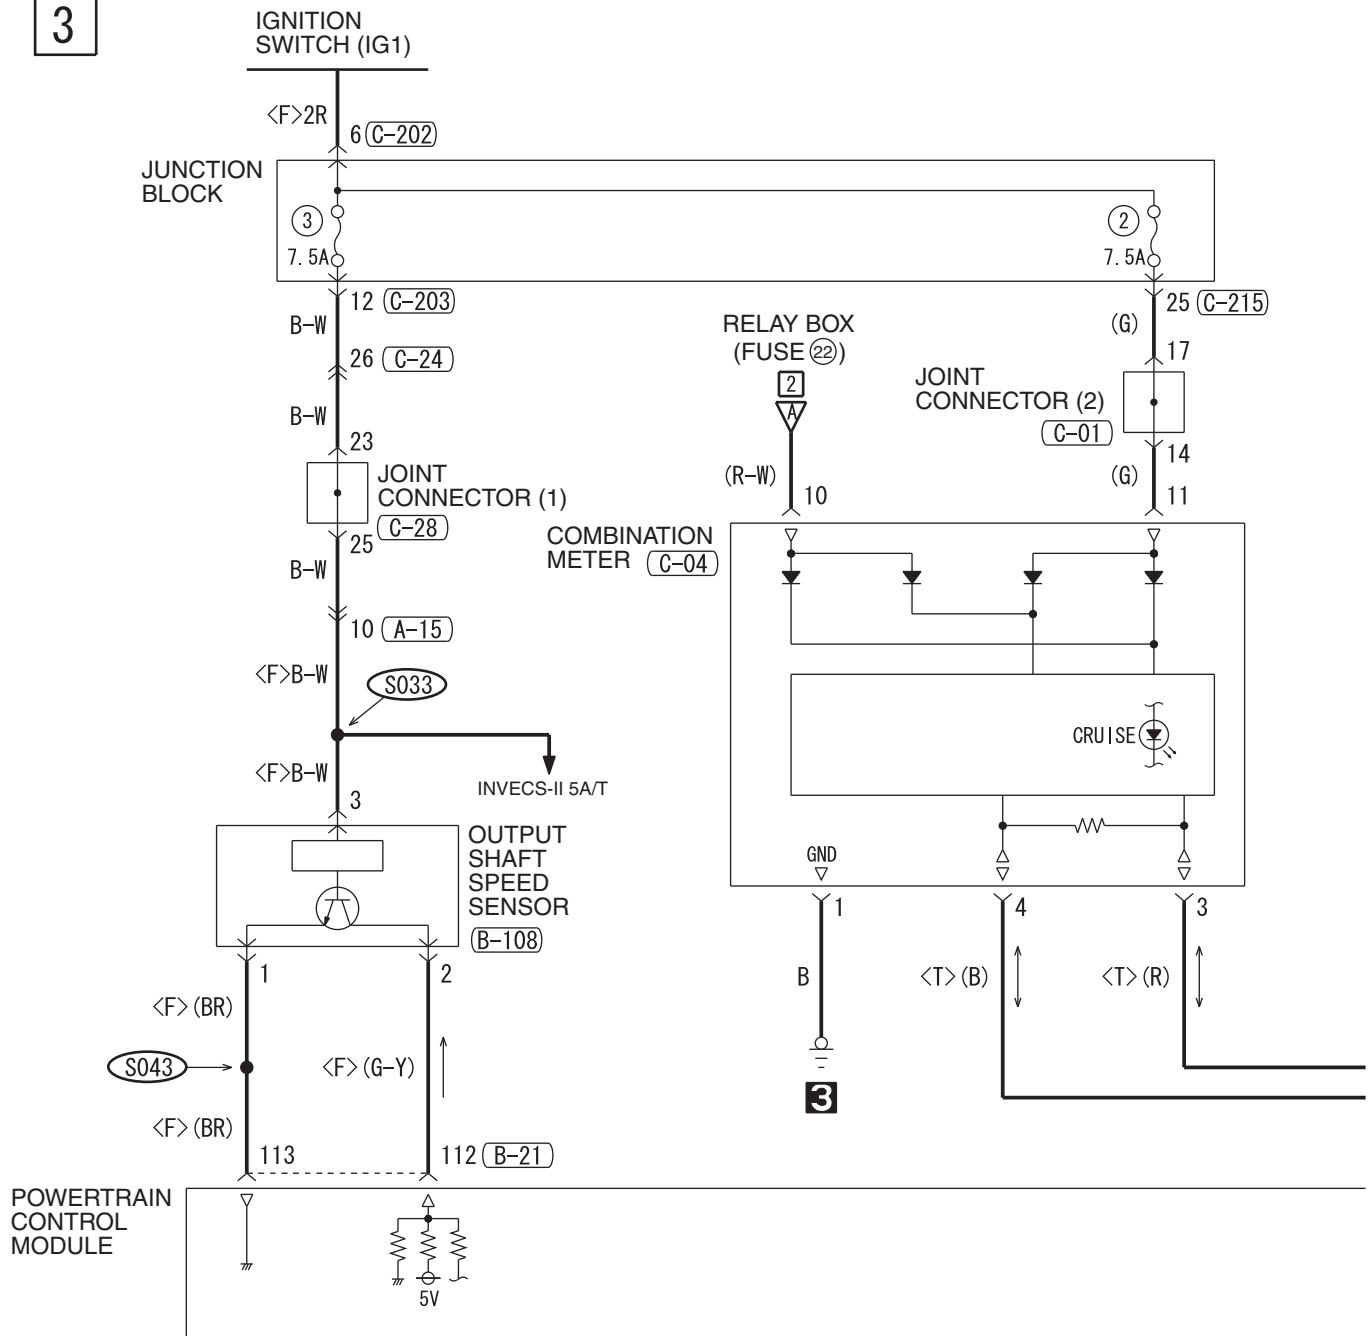 3
IGNITION
SWITCH (IG1)
<F>2R
6 C-202
JUNCTION
BLOCK
3
7.5A
2
7.5A
12 C-203
25 C-215
B-W
(G)
RELAY BOX
(FUSE 22)
26 C-24
17
2
A
JOINT
CONNECTOR (2)
C-01
B-W
23
14
JOINT
CONNECTOR (1)
C-28
(R-W)
10
(G)
11
25
COMBINATION
METER C-04
B-W
10 A-15
<F>B-W
S033
CRUISE
<F>B-W
INVECS-II 5A/T
3
OUTPUT
SHAFT
SPEED
SENSOR
B-108
GND
1
4
3
1
2
B
<T>(B)
<T>(R)
<F>(BR)
S043
<F>(G-Y)
3
<F>(BR)
113
112 B-21
POWERTRAIN
CONTROL
MODULE
5V